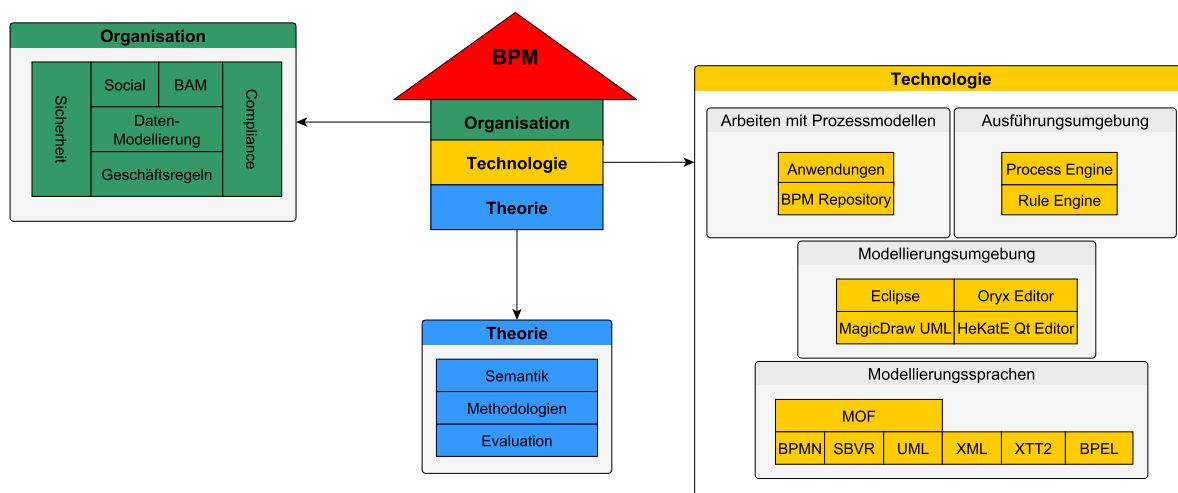 BPM
Organisation
Technologie
Theorie
Organisation
Sicherheit
Social
BAM
Daten-
Modellierung
Geschäftsregeln
Compliance
Theorie
Semantik
Methodologien
Evaluation
Technologie
Arbeiten mit Prozessmodellen
Anwendungen
BPM Repository
Ausführungsumgebung
Process Engine
Rule Engine
Modellierungsumgebung
Eclipse
Oryx Editor
MagicDraw UML
HeKatE Qt Editor
Modellierungssprachen
MOF
BPMN
SBVR
UML
XML
XTT2
BPEL